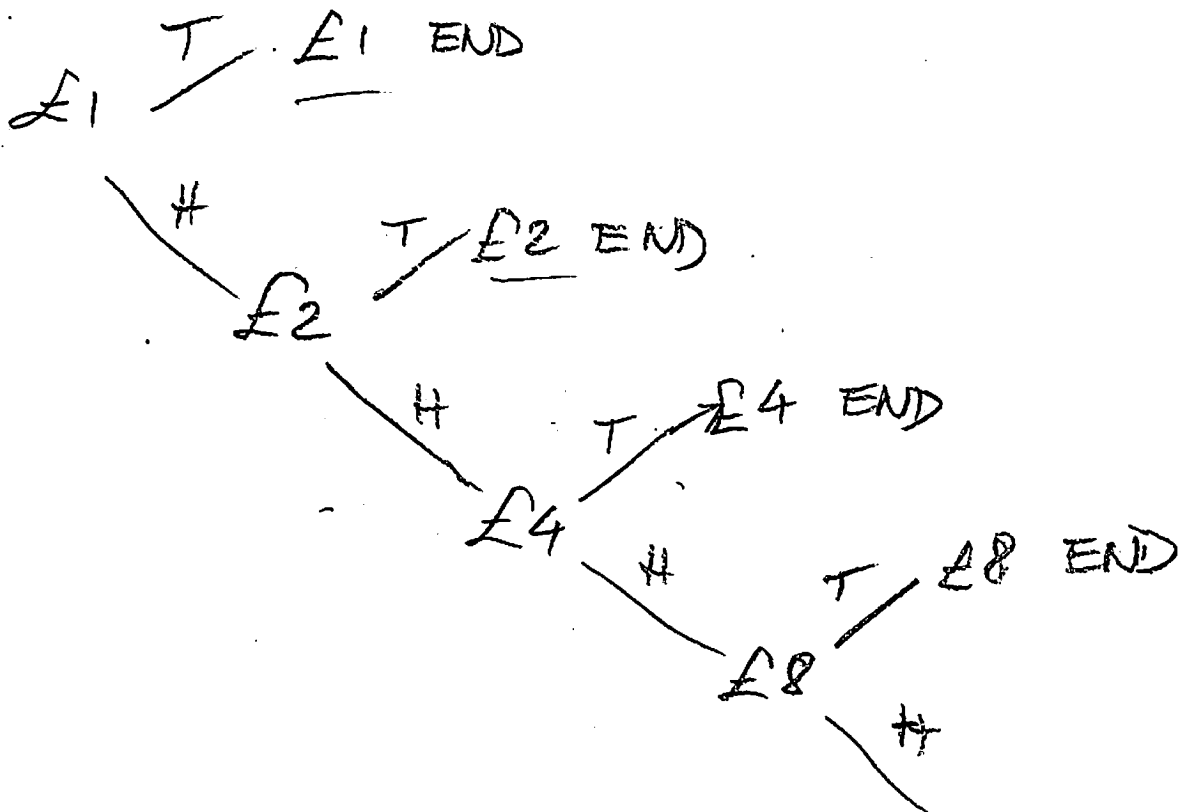 T £1 END
£1
H
T £2 END
£2
H
T £4 END
£4
H
T £8 END
£8
H